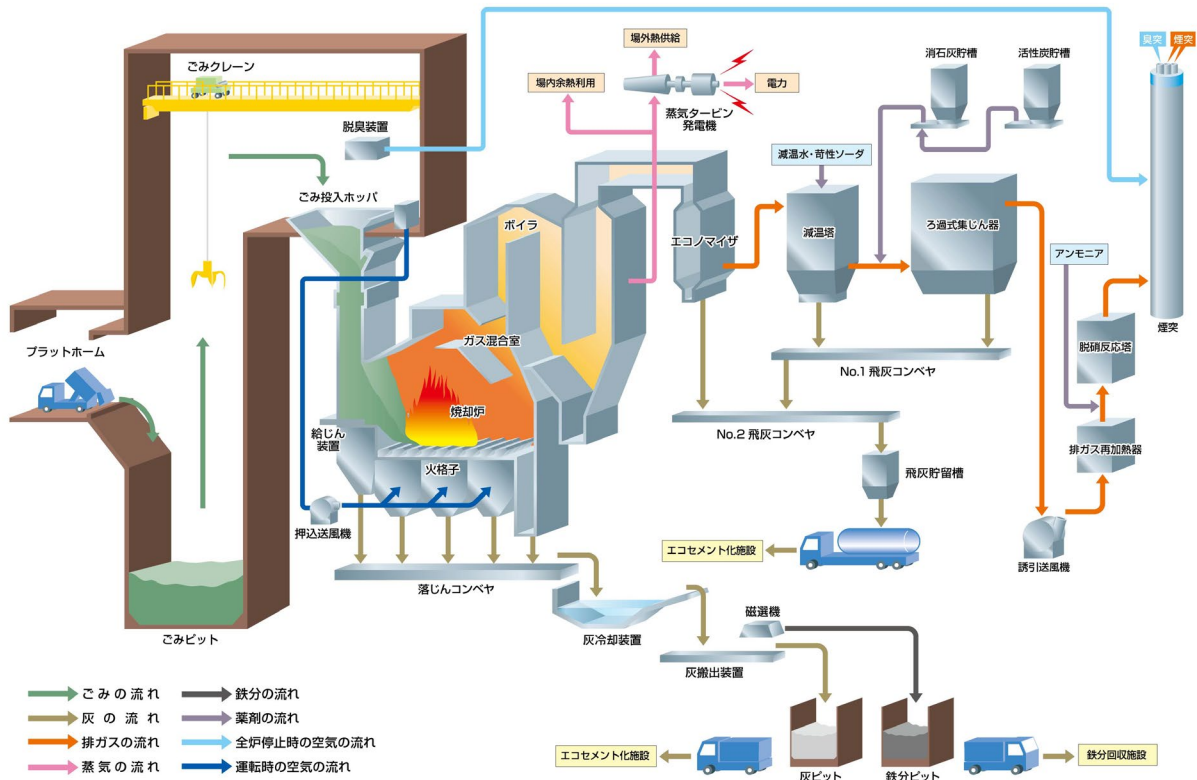 臭突
煙突
場外熱供給
消石灰貯槽
活性炭貯槽
ごみクレーン
場内余熱利用
電力
蒸気タービン
発電機
脱臭装置
減温水・苛性ソーダ
ごみ投入ホッパ
ボイラ
エコノマイザ
減温塔
ろ過式集じん器
アンモニア
煙突
プラットホーム
ガス混合室
脱硝反応塔
No.1 飛灰コンベヤ
焼却炉
給じん
装置
No.2 飛灰コンベヤ
排ガス再加熱器
火格子
飛灰貯留槽
押込送風機
エコセメント化施設
誘引送風機
落じんコンベヤ
磁選機
ごみピット
灰冷却装置
灰搬出装置
ごみの流れ
鉄分の流れ
灰の流れ
薬剤の流れ
排ガスの流れ
全炉停止時の空気の流れ
蒸気の流れ
運転時の空気の流れ
エコセメント化施設
鉄分回収施設
灰ピット
鉄分ピット